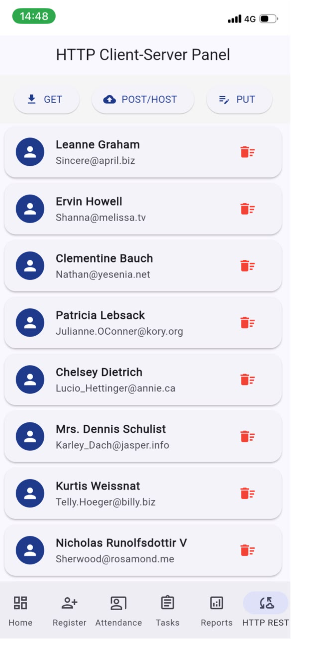 14:48
4G
HTTP Client-Server Panel
GET
POST/HOST
PUT
Leanne Graham
Sincere@april.biz
Ervin Howell
Shanna@melissa.tv
Clementine Bauch
Nathan@yesenia.net
Patricia Lebsack
Julianne.OConner@kory.org
Chelsey Dietrich
Lucio_Hettinger@annie.ca
Mrs. Dennis Schulist
Karley_Dach@jasper.info
Kurtis Weissnat
Telly.Hoeger@billy.biz
Nicholas Runolfsdottir V
Sherwood@rosamond.me
Home
Register
Attendance
Tasks
Reports
HTTP REST